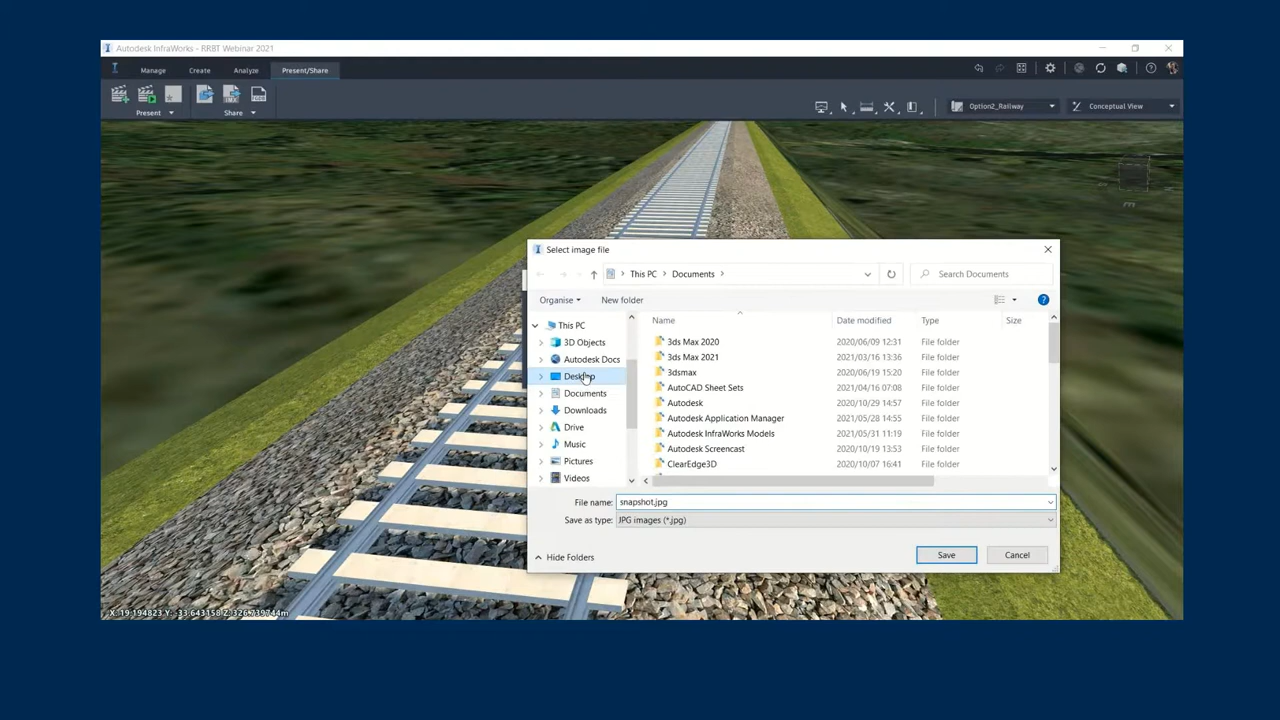 Autodesk InfraWorks - RRBT Webinar 2021
Manage Create Analyze Present/Share
Present Share
Option2_Railway Conceptual View
Select image file
This PC Documents Search Documents
Organise New folder
Name Date modified Type Size
This PC
3D Objects
Autodesk Docs
Desktop
Documents
Downloads
Drive
Music
Pictures
Videos
3ds Max 2020 2020/06/09 12:31 File folder
3ds Max 2021 2021/03/16 13:36 File folder
3dsmax 2020/06/19 15:20 File folder
AutoCAD Sheet Sets 2021/04/16 07:08 File folder
Autodesk 2020/10/29 14:57 File folder
Autodesk Application Manager 2021/05/28 14:55 File folder
Autodesk InfraWorks Models 2021/05/31 11:19 File folder
Autodesk Screencast 2020/10/19 13:53 File folder
ClearEdge3D 2020/10/07 16:41 File folder
File name: snapshot.jpg
Save as type: JPG images (*.jpg)
Hide Folders Save Cancel
X:19.194823 Y:-33.643158 Z:326.739744m